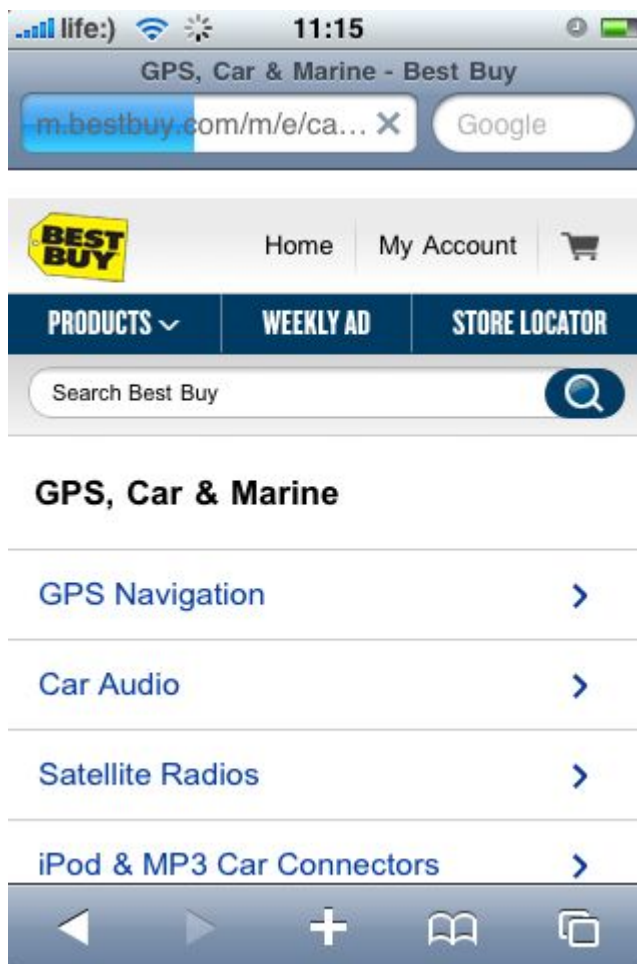 life:) 11:15
GPS, Car & Marine - Best Buy
m.bestbuy.com/m/e/ca... Google
BEST BUY Home My Account
PRODUCTS WEEKLY AD STORE LOCATOR
Search Best Buy
GPS, Car & Marine
GPS Navigation
Car Audio
Satellite Radios
iPod & MP3 Car Connectors